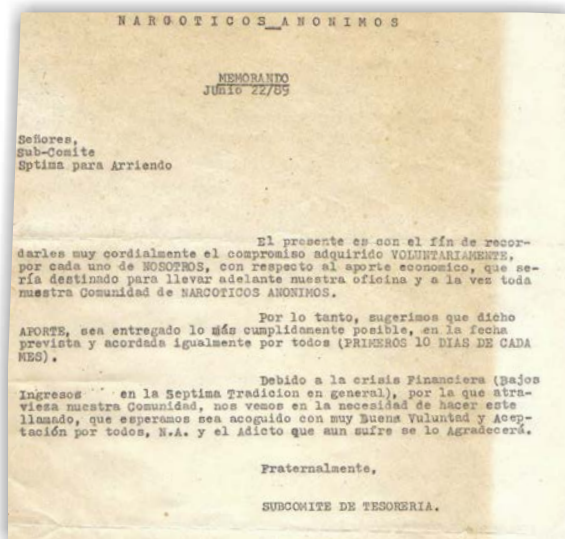 NARCOTICOS ANONIMOS
MEMORANDO
Junio 22/89
Señores,
Sub-Comite
Sptima para Arriendo
El presente es con el fín de recor-
darles muy cordialmente el compromiso adquirido VOLUNTARIAMENTE,
por cada uno de NOSOTROS, con respecto al aporte economico, que se-
ría destinado para llevar adelante nuestra oficina y a la vez toda
nuestra Comunidad de NARCOTICOS ANONIMOS.
Por lo tanto, sugerimos que dicho
APORTE, sea entregado lo más cumplidamente posible, en la fecha
prevista y acordada igualmente por todos (PRIMEROS 10 DIAS DE CADA
MES).
Debido a la crisis Financiera (Bajos
Ingresos en la Septima Tradicion en general), por la que atra-
vieza nuestra Comunidad, nos vemos en la necesidad de hacer este
llamado, que esperamos sea acogido con muy Buena Voluntad y Acep-
tación por todos, N.A. y el Adicto que aun sufre se lo Agradecerá.
Fraternalmente,
SUBCOMITE DE TESORERIA.